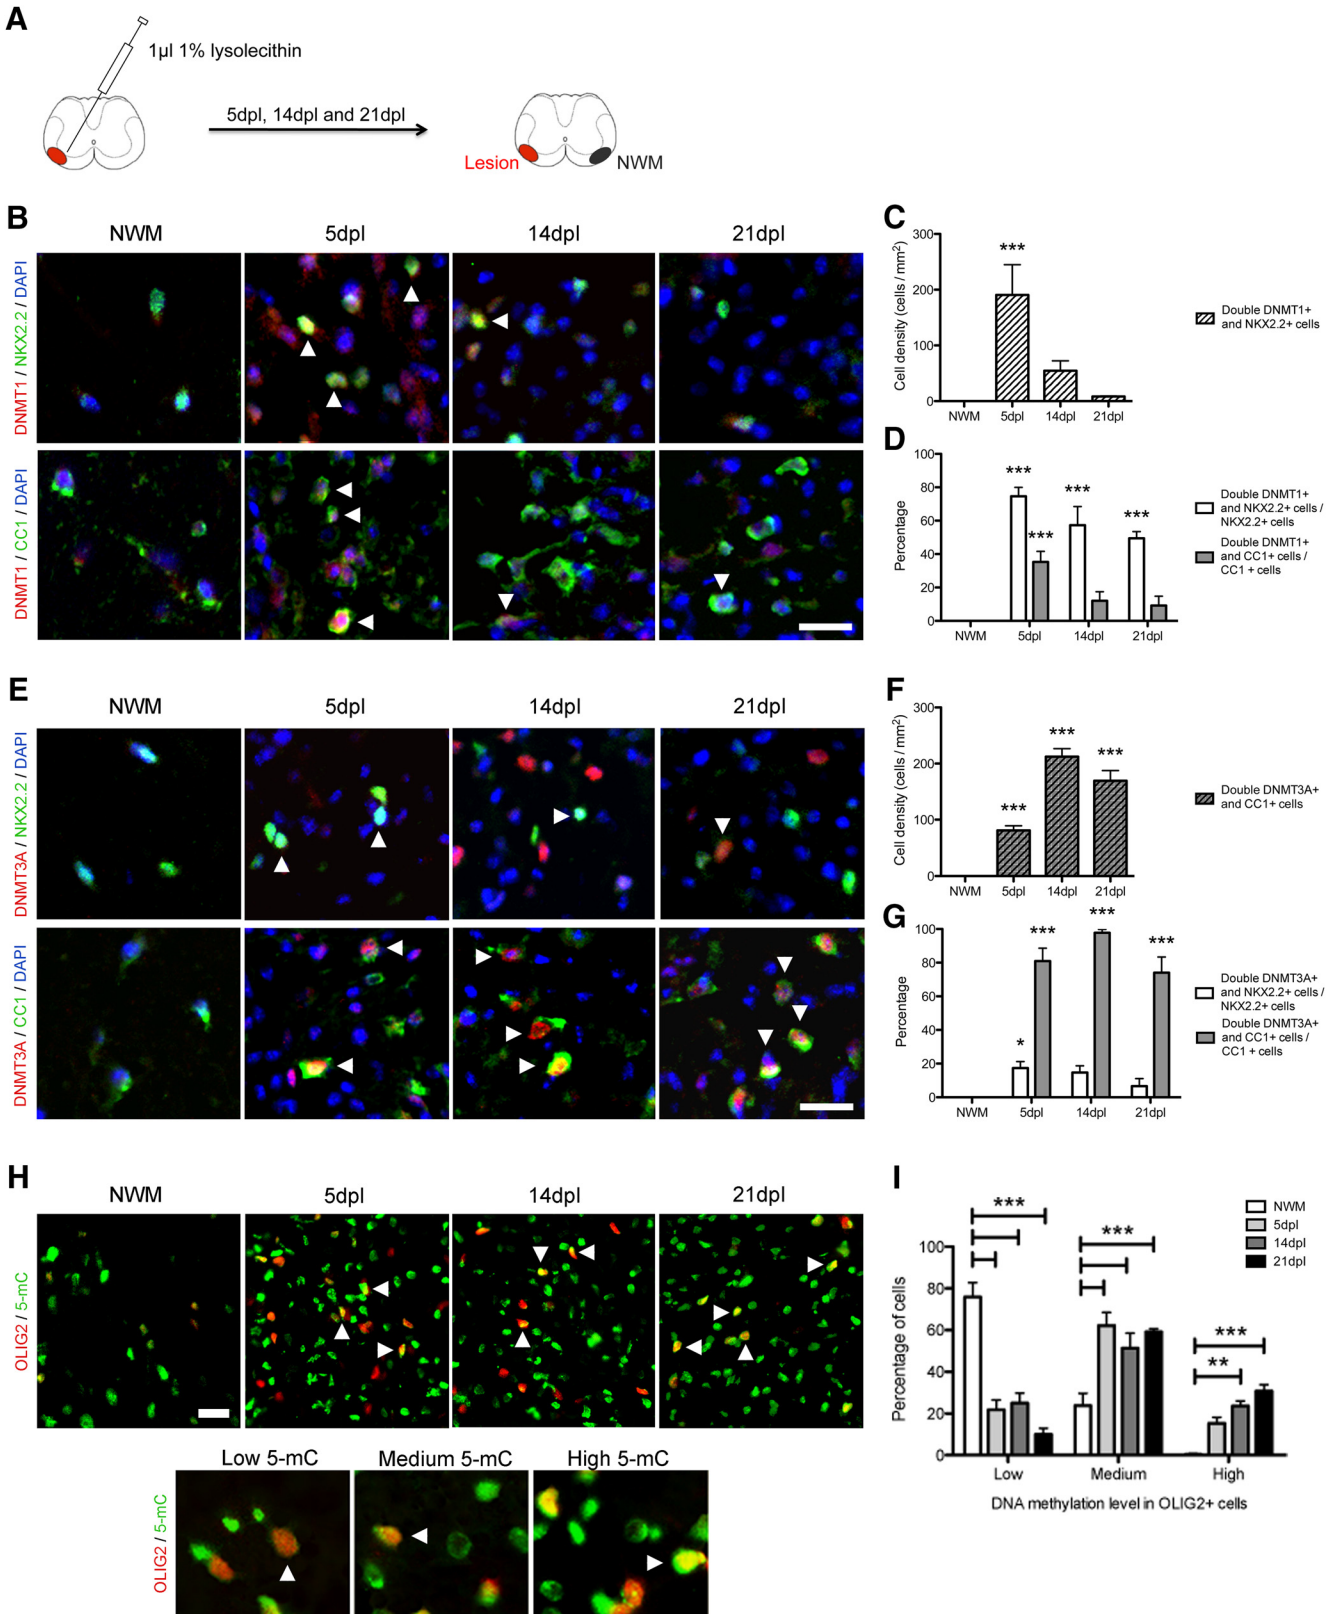 A
1µl 1% lysolecithin
5dpl, 14dpl and 21dpl
Lesion
NWM
B
NWM
5dpl
14dpl
21dpl
DNMT1 / NKX2.2 / DAPI
DNMT1 / CC1 / DAPI
C
Cell density (cells / mm²)
300
200
100
0
***
NWM
5dpl
14dpl
21dpl
Double DNMT1+
and NKX2.2+ cells
D
Percentage
100
80
60
40
20
0
***
***
***
***
NWM
5dpl
14dpl
21dpl
Double DNMT1+
and NKX2.2+ cells /
NKX2.2+ cells
Double DNMT1+
and CC1+ cells /
CC1 + cells
E
NWM
5dpl
14dpl
21dpl
DNMT3A / NKX2.2 / DAPI
DNMT3A / CC1 / DAPI
F
Cell density (cells / mm²)
300
200
100
0
***
***
***
NWM
5dpl
14dpl
21dpl
Double DNMT3A+
and CC1+ cells
G
Percentage
100
80
60
40
20
0
*
***
***
***
NWM
5dpl
14dpl
21dpl
Double DNMT3A+
and NKX2.2+ cells /
NKX2.2+ cells
Double DNMT3A+
and CC1+ cells /
CC1 + cells
H
NWM
5dpl
14dpl
21dpl
OLIG2 / 5-mC
Low 5-mC
Medium 5-mC
High 5-mC
OLIG2 / 5-mC
I
NWM
5dpl
14dpl
21dpl
Percentage of cells
100
80
60
40
20
0
***
***
***
**
Low
Medium
High
DNA methylation level in OLIG2+ cells